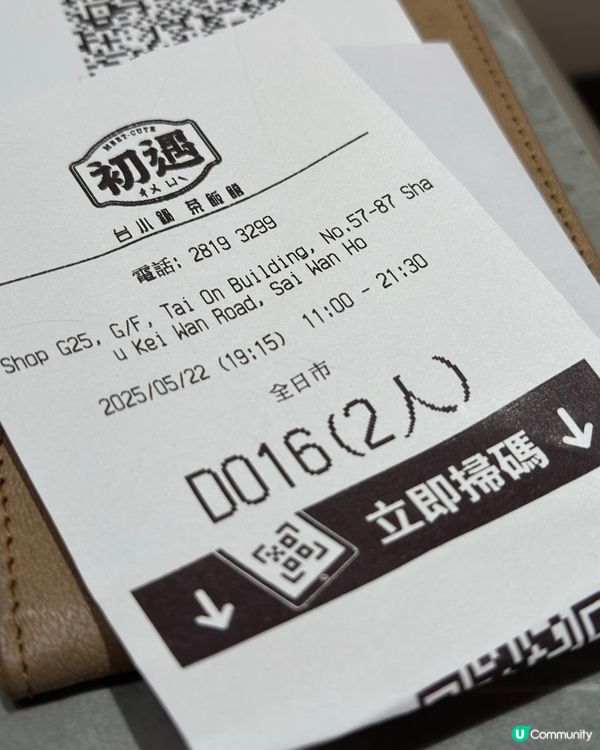 MEET·CUTE
初遇
台小鍋 茶飯晚
電話: 2819 3299
Shop G25, G/F, Tai On Building, No.57-87 Sha
u Kei Wan Road, Sai Wan Ho
2025/05/22 (19:15) 11:00 - 21:30
全日市
D016(2人)
立即掃碼
U Community